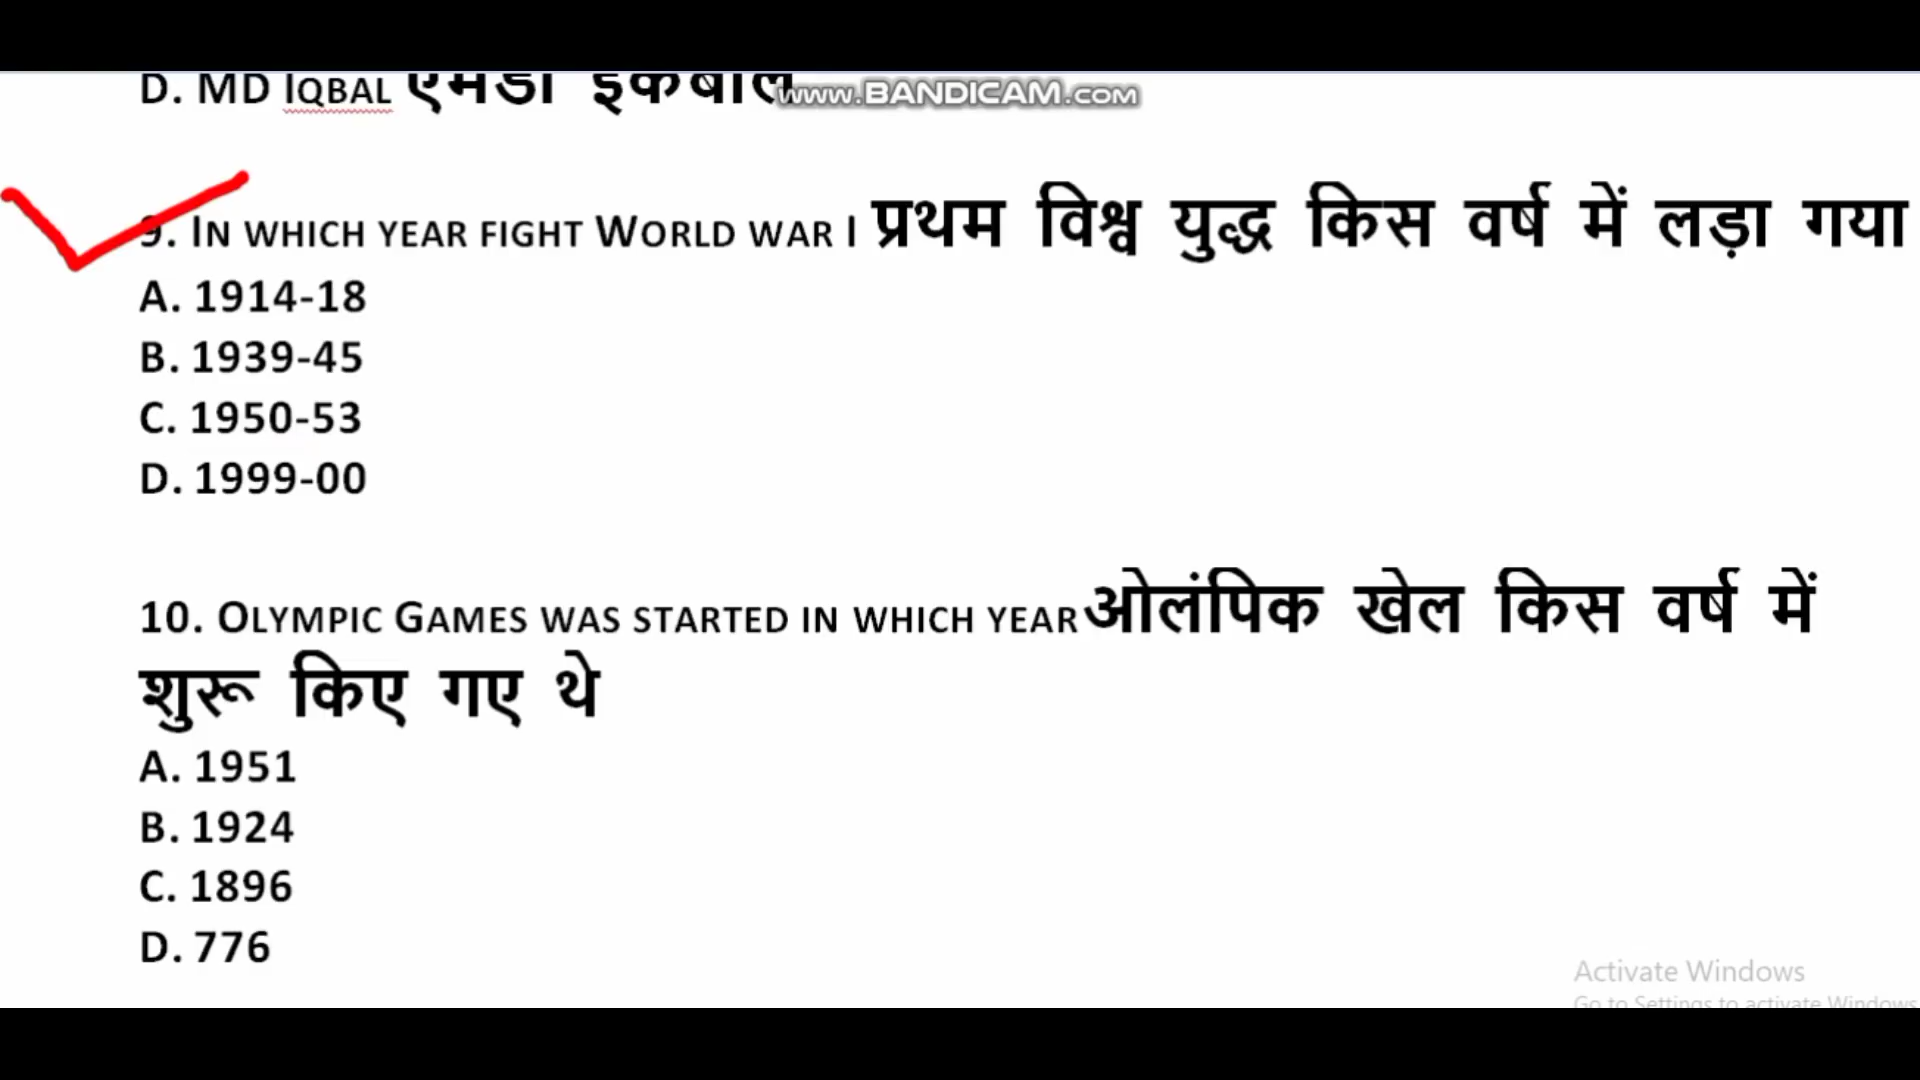 D. MD IQBAL एमडी इकबाल
www.BANDICAM.com
9. IN WHICH YEAR FIGHT WORLD WAR I प्रथम विश्व युद्ध किस वर्ष में लड़ा गया
A. 1914-18
B. 1939-45
C. 1950-53
D. 1999-00
10. OLYMPIC GAMES WAS STARTED IN WHICH YEAR ओलंपिक खेल किस वर्ष में
शुरू किए गए थे
A. 1951
B. 1924
C. 1896
D. 776
Activate Windows
Go to Settings to activate Windows